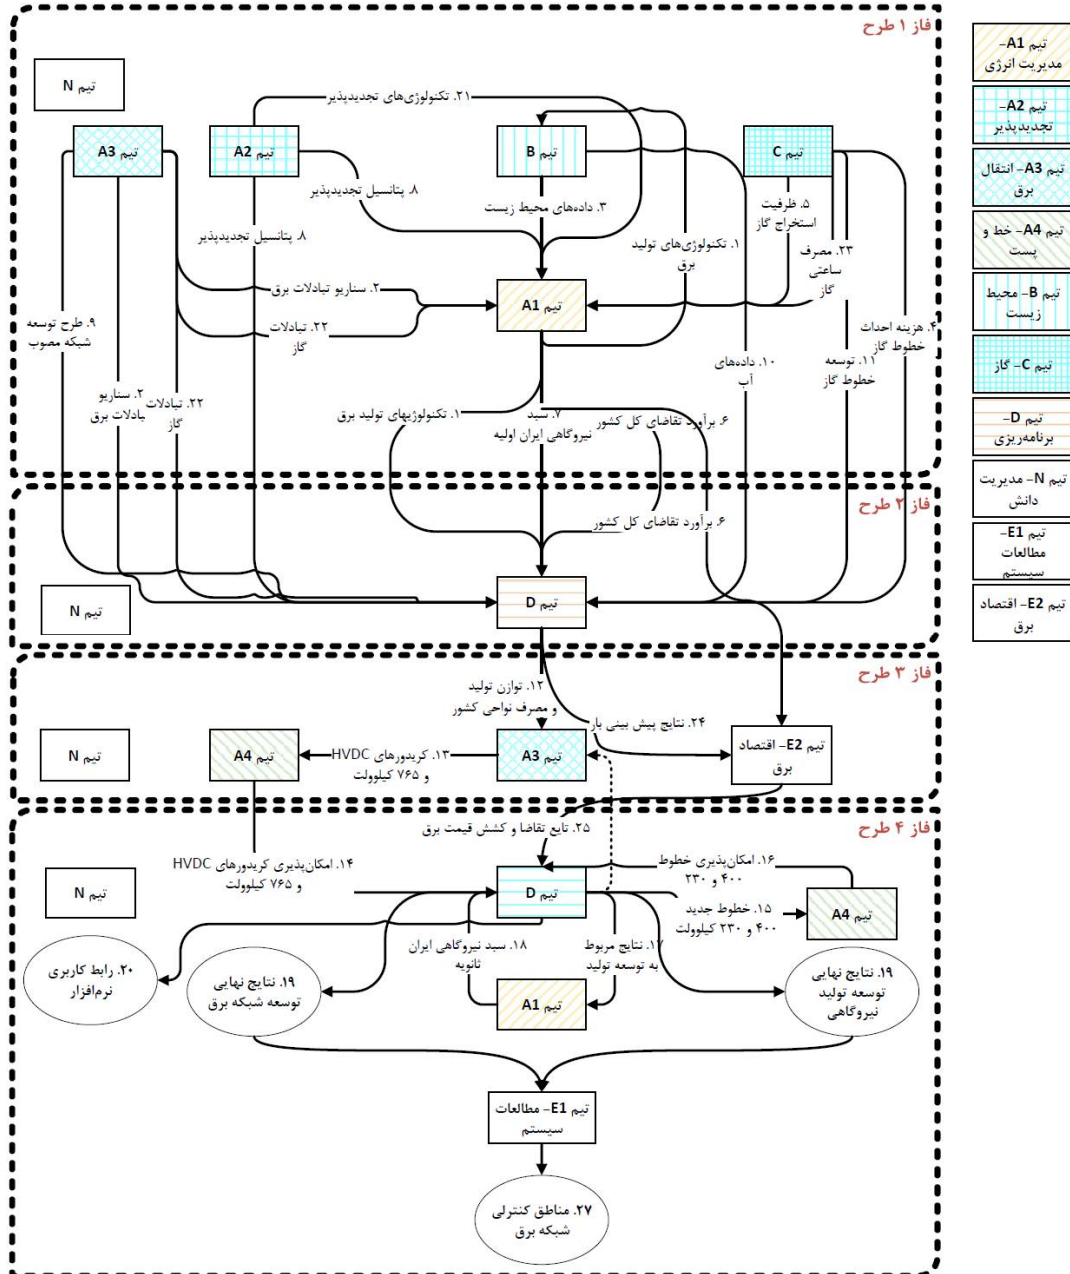 فاز ۱ طرح
تیم N
۲۱. تکنولوژی‌های تجدیدپذیر
تیم A3
تیم A2
تیم B
تیم C
۸. پتانسیل تجدیدپذیر
۳. داده‌های محیط زیست
۵. ظرفیت
استخراج گاز
۸. پتانسیل تجدیدپذیر
۱. تکنولوژی‌های تولید
برق
۲۳. مصرف
ساعتی
گاز
۲. سناریو تبادلات برق
تیم A1
۹. طرح توسعه
شبکه مصوب
۲۲. تبادلات
گاز
۴. هزینه احداث
خطوط گاز
۱۰. داده‌های
آب
۱۱. توسعه
خطوط گاز
۲. سناریو
تبادلات برق
۲۲. تبادلات
گاز
۱. تکنولوژیهای تولید برق
۷. سبد
نیروگاهی ایران اولیه
۶. برآورد تقاضای کل کشور
فاز ۲ طرح
۶. برآورد تقاضای کل کشور
تیم N
تیم D
فاز ۳ طرح
۱۲. توازن تولید
و مصرف نواحی کشور
۲۴. نتایج پیش بینی بار
تیم N
تیم A4
۱۳. کریدورهای HVDC
و ۷۶۵ کیلوولت
تیم A3
تیم E2- اقتصاد
برق
فاز ۴ طرح
۲۵. تابع تقاضا و کشش قیمت برق
۱۴. امکان‌پذیری کریدورهای HVDC
و ۷۶۵ کیلوولت
۱۶. امکان‌پذیری خطوط
۴۰۰ و ۲۳۰
تیم N
تیم D
تیم A4
۱۵. خطوط جدید
۴۰۰ و ۲۳۰ کیلوولت
۲۰. رابط کاربری
نرم‌افزار
۱۹. نتایج نهایی
توسعه شبکه برق
۱۸. سبد نیروگاهی ایران
ثانویه
۱۷. نتایج مربوط
به توسعه تولید
۱۹. نتایج نهایی
توسعه تولید
نیروگاهی
تیم A1
تیم E1- مطالعات
سیستم
۲۷. مناطق کنترلی
شبکه برق
تیم A1-
مدیریت انرژی
تیم A2-
تجدیدپذیر
تیم A3- انتقال
برق
تیم A4- خط و
پست
تیم B- محیط
زیست
تیم C- گاز
تیم D-
برنامه‌ریزی
تیم N- مدیریت
دانش
تیم E1-
مطالعات
سیستم
تیم E2- اقتصاد
برق